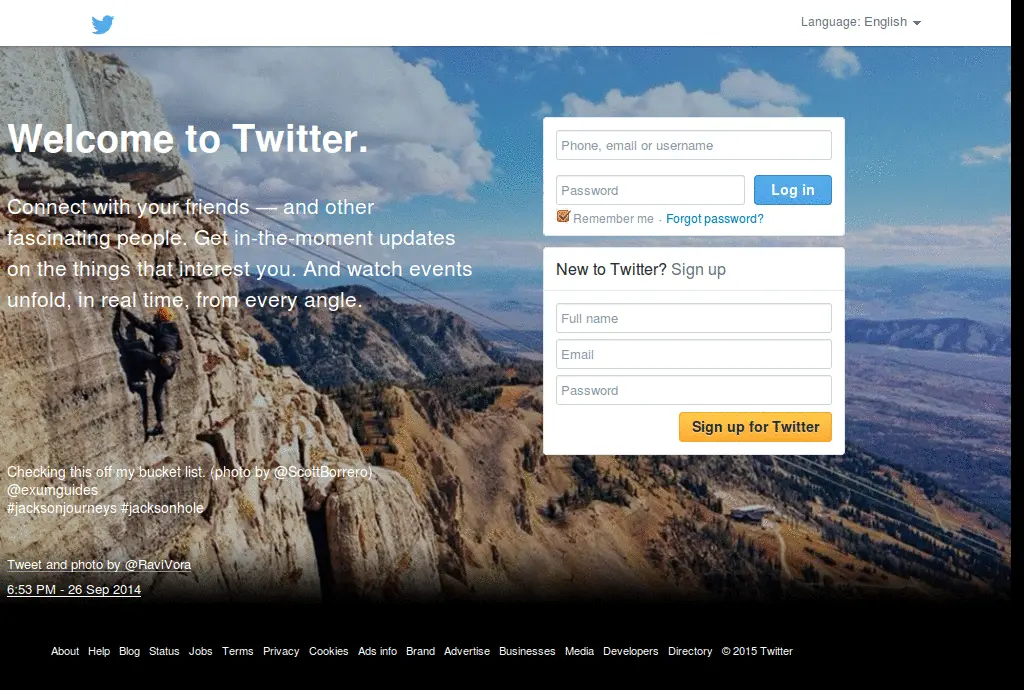 Language: English
Welcome to Twitter.
Connect with your friends — and other
fascinating people. Get in-the-moment updates
on the things that interest you. And watch events
unfold, in real time, from every angle.
Phone, email or username
Password
Log in
Remember me · Forgot password?
New to Twitter? Sign up
Full name
Email
Password
Sign up for Twitter
Checking this off my bucket list. (photo by @ScottBorrero)
@exumguides
#jacksonjourneys #jacksonhole
Tweet and photo by @RaviVora
6:53 PM - 26 Sep 2014
About Help Blog Status Jobs Terms Privacy Cookies Ads info Brand Advertise Businesses Media Developers Directory © 2015 Twitter